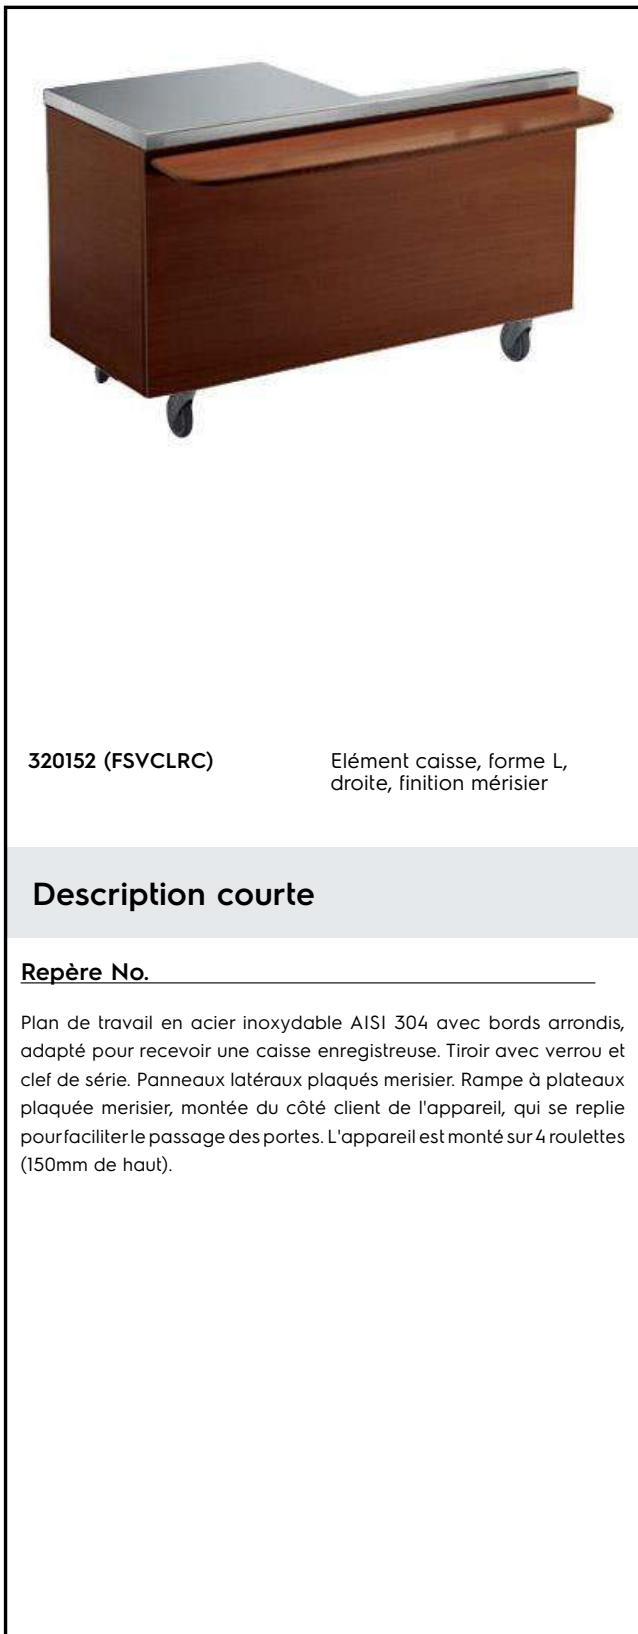 320152 (FSVCLRC)
Elément caisse, forme L,
droite, finition mérisier
Description courte
Repère No.
Plan de travail en acier inoxydable AISI 304 avec bords arrondis,
adapté pour recevoir une caisse enregistreuse. Tiroir avec verrou et
clef de série. Panneaux latéraux plaqués merisier. Rampe à plateaux
plaquée merisier, montée du côté client de l'appareil, qui se replie
pour faciliter le passage des portes. L'appareil est monté sur 4 roulettes
(150mm de haut).